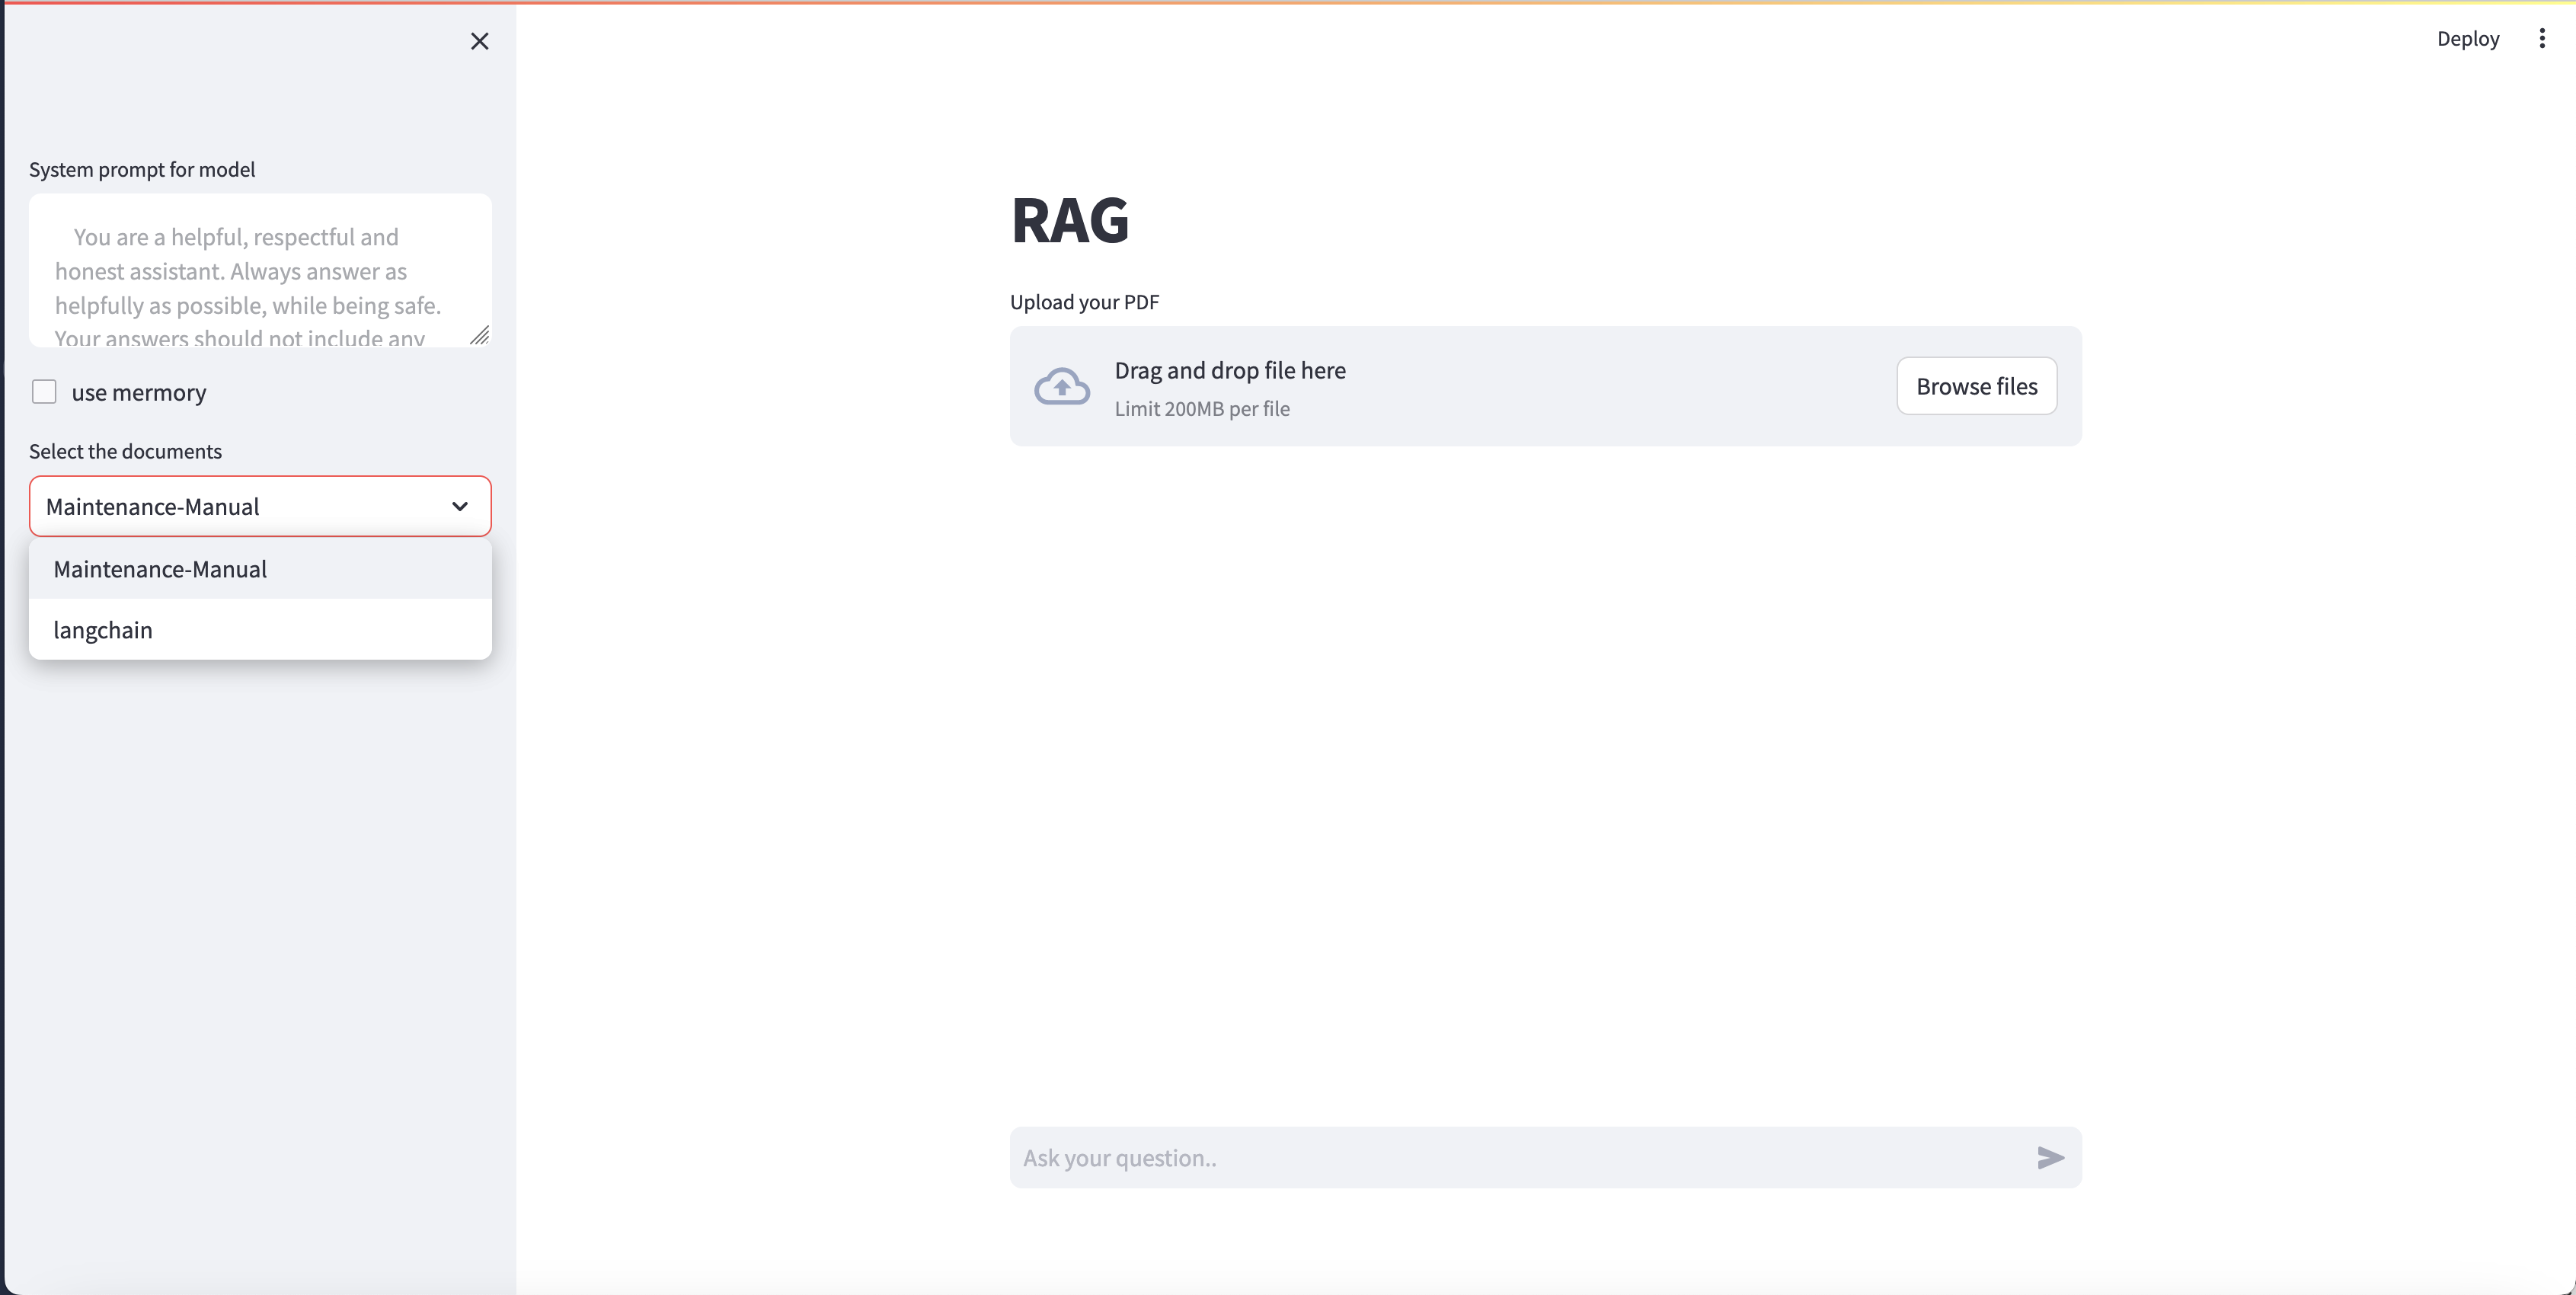 Deploy
System prompt for model
You are a helpful, respectful and
honest assistant. Always answer as
helpfully as possible, while being safe.
Your answers should not include any
use mermory
Select the documents
Maintenance-Manual
Maintenance-Manual
langchain
RAG
Upload your PDF
Drag and drop file here
Limit 200MB per file
Browse files
Ask your question..